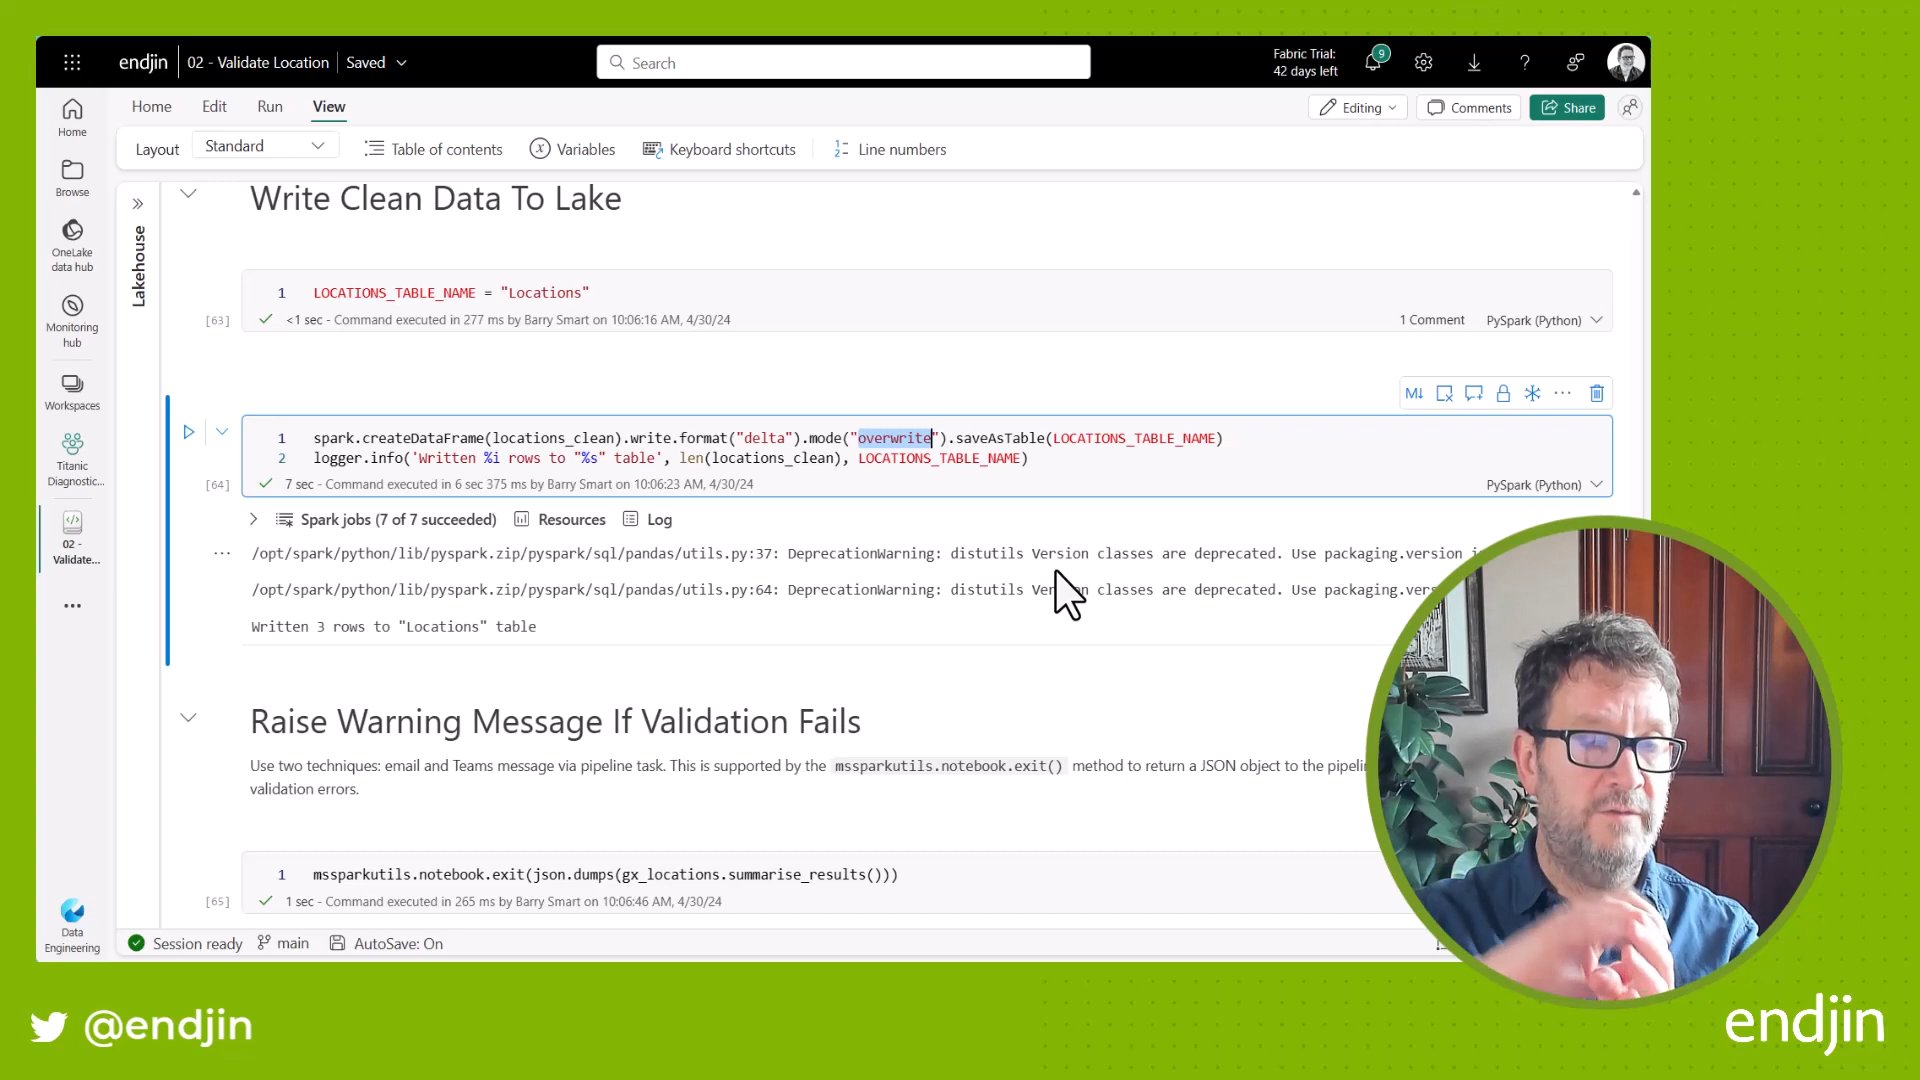 endjin
02 - Validate Location
Saved
Search
Fabric Trial:
42 days left
9
?
Home
Edit
Run
View
Editing
Comments
Share
Layout
Standard
Table of contents
Variables
Keyboard shortcuts
Line numbers
Home
Browse
OneLake
data hub
Monitoring
hub
Workspaces
Titanic
Diagnostic...
02 -
Validate...
Data
Engineering
Lakehouse
Write Clean Data To Lake
1 LOCATIONS_TABLE_NAME = "Locations"
[63] <1 sec - Command executed in 277 ms by Barry Smart on 10:06:16 AM, 4/30/24 1 Comment PySpark (Python)
M↓
1 spark.createDataFrame(locations_clean).write.format("delta").mode("overwrite").saveAsTable(LOCATIONS_TABLE_NAME)
2 logger.info('Written %i rows to "%s" table', len(locations_clean), LOCATIONS_TABLE_NAME)
[64] 7 sec - Command executed in 6 sec 375 ms by Barry Smart on 10:06:23 AM, 4/30/24 PySpark (Python)
Spark jobs (7 of 7 succeeded) Resources Log
/opt/spark/python/lib/pyspark.zip/pyspark/sql/pandas/utils.py:37: DeprecationWarning: distutils Version classes are deprecated. Use packaging.version
/opt/spark/python/lib/pyspark.zip/pyspark/sql/pandas/utils.py:64: DeprecationWarning: distutils Version classes are deprecated. Use
Written 3 rows to "Locations" table
Raise Warning Message If Validation Fails
Use two techniques: email and Teams message via pipeline task. This is supported by the mssparkutils.notebook.exit() method to return a JSON object to the
validation errors.
1 mssparkutils.notebook.exit(json.dumps(gx_locations.summarise_results()))
[65] 1 sec - Command executed in 265 ms by Barry Smart on 10:06:46 AM, 4/30/24
Session ready
main
AutoSave: On
@endjin
endjin